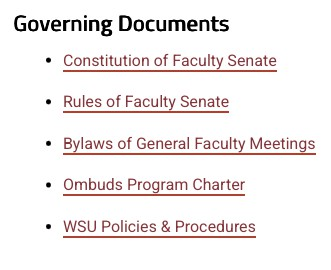 Governing Documents
Constitution of Faculty Senate
Rules of Faculty Senate
Bylaws of General Faculty Meetings
Ombuds Program Charter
WSU Policies & Procedures